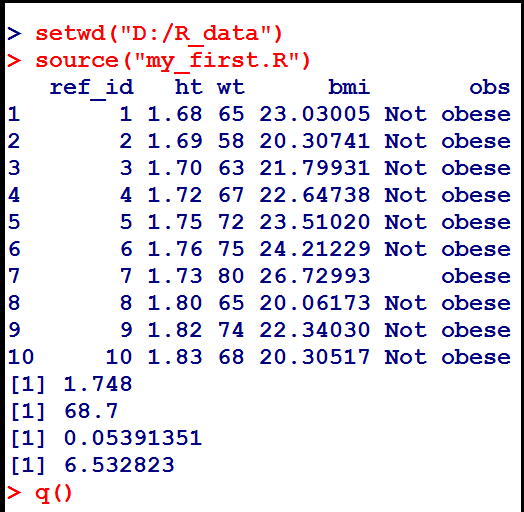 > setwd("D:/R_data")
> source("my_first.R")
   ref_id   ht wt      bmi       obs
1       1 1.68 65 23.03005 Not obese
2       2 1.69 58 20.30741 Not obese
3       3 1.70 63 21.79931 Not obese
4       4 1.72 67 22.64738 Not obese
5       5 1.75 72 23.51020 Not obese
6       6 1.76 75 24.21229 Not obese
7       7 1.73 80 26.72993     obese
8       8 1.80 65 20.06173 Not obese
9       9 1.82 74 22.34030 Not obese
10     10 1.83 68 20.30517 Not obese
[1] 1.748
[1] 68.7
[1] 0.05391351
[1] 6.532823
> q()